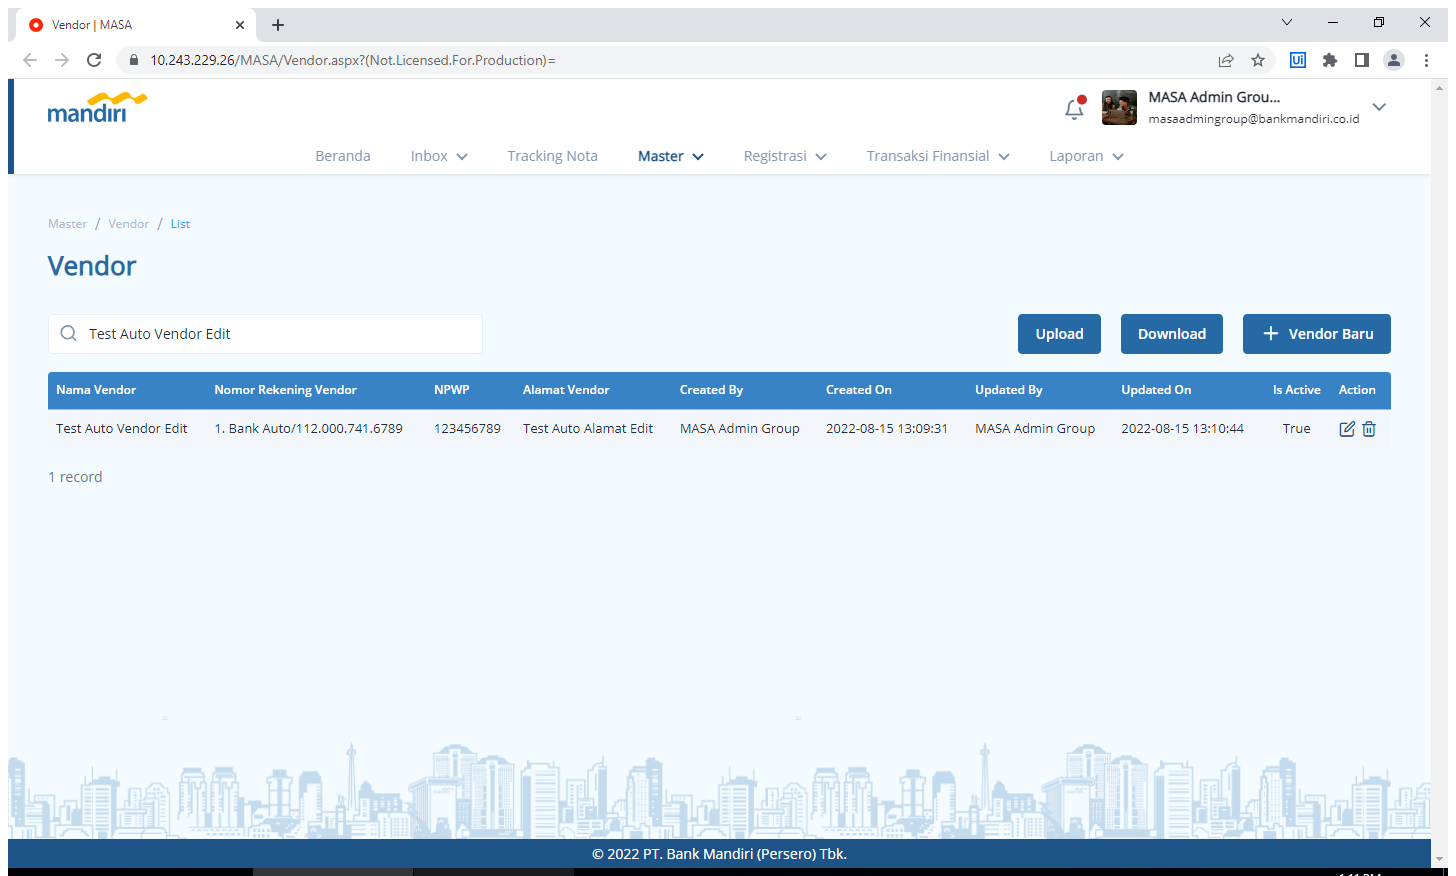 Vendor | MASA
10.243.229.26/MASA/Vendor.aspx?(Not.Licensed.For.Production)=
Ui
mandiri
MASA Admin Grou...
masaadmingroup@bankmandiri.co.id
Beranda Inbox Tracking Nota Master Registrasi Transaksi Finansial Laporan
Master / Vendor / List
Vendor
Test Auto Vendor Edit
Upload Download + Vendor Baru
Nama Vendor Nomor Rekening Vendor NPWP Alamat Vendor Created By Created On Updated By Updated On Is Active Action
Test Auto Vendor Edit 1. Bank Auto/112.000.741.6789 123456789 Test Auto Alamat Edit MASA Admin Group 2022-08-15 13:09:31 MASA Admin Group 2022-08-15 13:10:44 True
1 record
© 2022 PT. Bank Mandiri (Persero) Tbk.